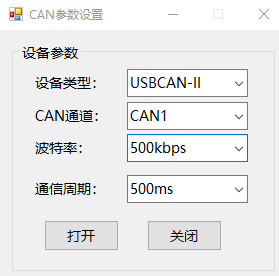 CAN参数设置
设备参数
设备类型： USBCAN-II
CAN通道： CAN1
波特率： 500kbps
通信周期： 500ms
打开 关闭